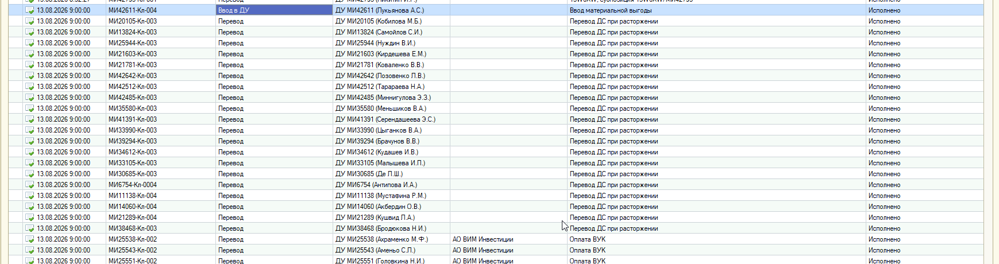 13.08.2026 9:00:00 МИ42611-Кл-004 Ввод в ДУ ДУ МИ42611 (Лукьянова А.С.) Ввод материальной выгоды Исполнено
13.08.2026 9:00:00 МИ20105-Кл-003 Перевод ДУ МИ20105 (Кобилова М.Б.) Перевод ДС при расторжении Исполнено
13.08.2026 9:00:00 МИ13824-Кл-003 Перевод ДУ МИ13824 (Самойлов С.И.) Перевод ДС при расторжении Исполнено
13.08.2026 9:00:00 МИ25944-Кл-003 Перевод ДУ МИ25944 (Нуждин В.И.) Перевод ДС при расторжении Исполнено
13.08.2026 9:00:00 МИ21603-Кл-003 Перевод ДУ МИ21603 (Кирдешева Е.М.) Перевод ДС при расторжении Исполнено
13.08.2026 9:00:00 МИ21781-Кл-003 Перевод ДУ МИ21781 (Коваленко В.В.) Перевод ДС при расторжении Исполнено
13.08.2026 9:00:00 МИ42642-Кл-003 Перевод ДУ МИ42642 (Лозовенко Л.В.) Перевод ДС при расторжении Исполнено
13.08.2026 9:00:00 МИ42512-Кл-003 Перевод ДУ МИ42512 (Тарараева Н.А.) Перевод ДС при расторжении Исполнено
13.08.2026 9:00:00 МИ42485-Кл-003 Перевод ДУ МИ42485 (Миннигулова Э.З.) Перевод ДС при расторжении Исполнено
13.08.2026 9:00:00 МИ35580-Кл-003 Перевод ДУ МИ35580 (Меньшиков В.А.) Перевод ДС при расторжении Исполнено
13.08.2026 9:00:00 МИ41391-Кл-003 Перевод ДУ МИ41391 (Серендашеева Э.С.) Перевод ДС при расторжении Исполнено
13.08.2026 9:00:00 МИ33990-Кл-003 Перевод ДУ МИ33990 (Цыганков В.А.) Перевод ДС при расторжении Исполнено
13.08.2026 9:00:00 МИ39294-Кл-003 Перевод ДУ МИ39294 (Брачунов В.В.) Перевод ДС при расторжении Исполнено
13.08.2026 9:00:00 МИ34612-Кл-003 Перевод ДУ МИ34612 (Кудашев И.В.) Перевод ДС при расторжении Исполнено
13.08.2026 9:00:00 МИ33105-Кл-003 Перевод ДУ МИ33105 (Малышева И.П.) Перевод ДС при расторжении Исполнено
13.08.2026 9:00:00 МИ30685-Кл-003 Перевод ДУ МИ30685 (Де Л.Ш.) Перевод ДС при расторжении Исполнено
13.08.2026 9:00:00 МИ6754-Кл-0004 Перевод ДУ МИ6754 (Антипова И.А.) Перевод ДС при расторжении Исполнено
13.08.2026 9:00:00 МИ11138-Кл-004 Перевод ДУ МИ11138 (Мустафина Р.М.) Перевод ДС при расторжении Исполнено
13.08.2026 9:00:00 МИ14060-Кл-004 Перевод ДУ МИ14060 (Акбердин О.В.) Перевод ДС при расторжении Исполнено
13.08.2026 9:00:00 МИ21289-Кл-004 Перевод ДУ МИ21289 (Кушвид Л.А.) Перевод ДС при расторжении Исполнено
13.08.2026 9:00:00 МИ38468-Кл-003 Перевод ДУ МИ38468 (Бродюкова Н.И.) Перевод ДС при расторжении Исполнено
13.08.2026 9:00:00 МИ25538-Кл-002 Перевод ДУ МИ25538 (Ахраменко М.Ф.) АО ВИМ Инвестиции Оплата ВУК Исполнено
13.08.2026 9:00:00 МИ25543-Кл-002 Перевод ДУ МИ25543 (Аменьо С.Л.) АО ВИМ Инвестиции Оплата ВУК Исполнено
13.08.2026 9:00:00 МИ25551-Кл-002 Перевод ДУ МИ25551 (Головкина Н.И.) АО ВИМ Инвестиции Оплата ВУК Исполнено